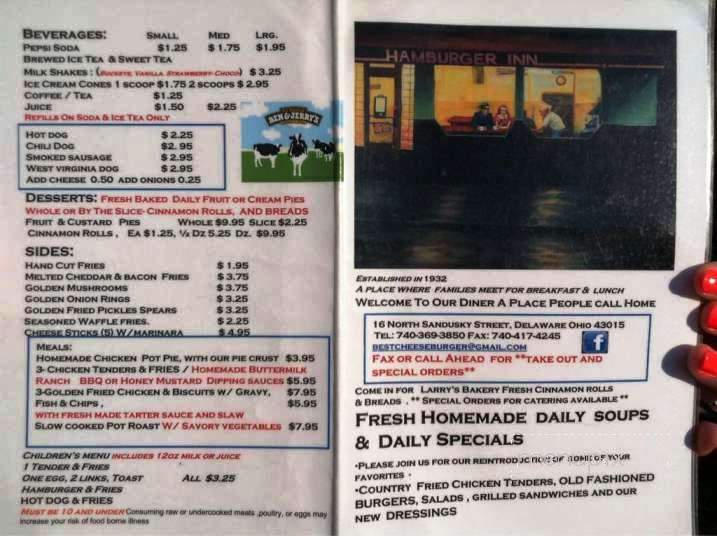 BEVERAGES: SMALL MED LRG.
PEPSI SODA $1.25 $ 1.75 $1.95
BREWED ICE TEA & SWEET TEA
MILK SHAKES : (BUCKEYE, VANILLA, STRAWBERRY-CHOCO) $ 3.25
ICE CREAM CONES 1 SCOOP $1.75 2 SCOOPS $ 2.95
COFFEE / TEA $1.25
JUICE $1.50 $2.25
REFILLS ON SODA & ICE TEA ONLY
BEN & JERRY'S
HOT DOG $ 2.25
CHILI DOG $2. 95
SMOKED SAUSAGE $ 2.95
WEST VIRGINIA DOG $ 2.95
ADD CHEESE 0.50 ADD ONIONS 0.25
DESSERTS: FRESH BAKED DAILY FRUIT OR CREAM PIES
WHOLE OR BY THE SLICE-CINNAMON ROLLS, AND BREADS
FRUIT & CUSTARD PIES WHOLE $9.95 SLICE $2.25
CINNAMON ROLLS , EA $1.25, ½ DZ 5.25 DZ. $9.95
SIDES:
HAND CUT FRIES $ 1.95
MELTED CHEDDAR & BACON FRIES $ 3.75
GOLDEN MUSHROOMS $ 3.75
GOLDEN ONION RINGS $ 3.25
GOLDEN FRIED PICKLES SPEARS $ 3.25
SEASONED WAFFLE FRIES. $ 2.25
CHEESE STICKS (5) W/MARINARA $ 4.95
MEALS:
HOMEMADE CHICKEN POT PIE, WITH OUR PIE CRUST $3.95
3- CHICKEN TENDERS & FRIES / HOMEMADE BUTTERMILK
RANCH BBQ OR HONEY MUSTARD DIPPING SAUCES $5.95
3-GOLDEN FRIED CHICKEN & BISCUITS W/ GRAVY, $7.95
FISH & CHIPS , $5.95
WITH FRESH MADE TARTER SAUCE AND SLAW
SLOW COOKED POT ROAST W/ SAVORY VEGETABLES $7.95
CHILDREN'S MENU INCLUDES 12OZ MILK OR JUICE
1 TENDER & FRIES
ONE EGG, 2 LINKS, TOAST ALL $3.25
HAMBURGER & FRIES
HOT DOG & FRIES
MUST BE 10 AND UNDER Consuming raw or undercooked meats ,poultry, or eggs may
increase your risk of food borne illness
HAMBURGER INN
ESTABLISHED IN 1932
A PLACE WHERE FAMILIES MEET FOR BREAKFAST & LUNCH
WELCOME TO OUR DINER A PLACE PEOPLE CALL HOME
16 NORTH SANDUSKY STREET, DELAWARE OHIO 43015
TEL: 740-369-3850 FAX: 740-417-4245
BESTCHEESEBURGER@GMAIL.COM
f
FAX OR CALL AHEAD FOR **TAKE OUT AND
SPECIAL ORDERS**
COME IN FOR LARRY'S BAKERY FRESH CINNAMON ROLLS
& BREADS , ** SPECIAL ORDERS FOR CATERING AVAILABLE **
FRESH HOMEMADE DAILY SOUPS
& DAILY SPECIALS
•PLEASE JOIN US FOR OUR REINTRODUCTION OF SOME OF YOUR
FAVORITES •
•COUNTRY FRIED CHICKEN TENDERS, OLD FASHIONED
BURGERS, SALADS , GRILLED SANDWICHES AND OUR
NEW DRESSINGS